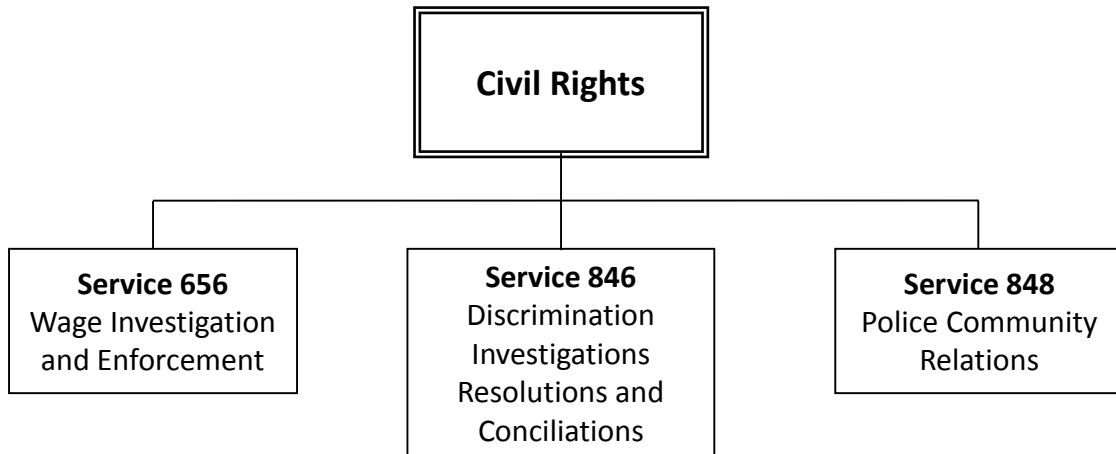 Civil Rights
Service 656
Wage Investigation
and Enforcement
Service 846
Discrimination
Investigations
Resolutions and
Conciliations
Service 848
Police Community
Relations